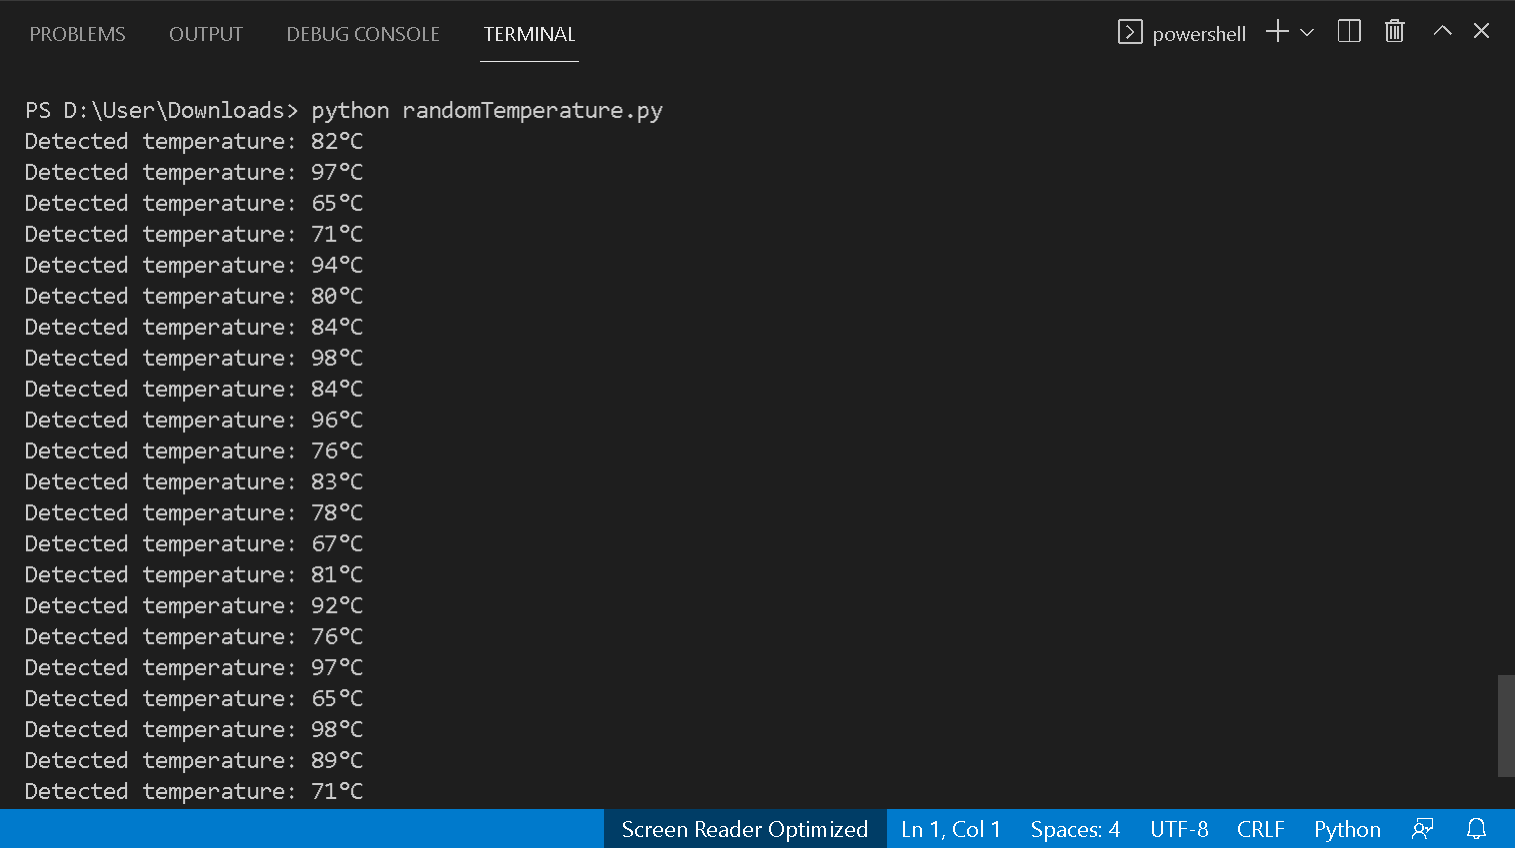 PROBLEMS OUTPUT DEBUG CONSOLE TERMINAL powershell
PS D:\User\Downloads> python randomTemperature.py
Detected temperature: 82°C
Detected temperature: 97°C
Detected temperature: 65°C
Detected temperature: 71°C
Detected temperature: 94°C
Detected temperature: 80°C
Detected temperature: 84°C
Detected temperature: 98°C
Detected temperature: 84°C
Detected temperature: 96°C
Detected temperature: 76°C
Detected temperature: 83°C
Detected temperature: 78°C
Detected temperature: 67°C
Detected temperature: 81°C
Detected temperature: 92°C
Detected temperature: 76°C
Detected temperature: 97°C
Detected temperature: 65°C
Detected temperature: 98°C
Detected temperature: 89°C
Detected temperature: 71°C
Screen Reader Optimized Ln 1, Col 1 Spaces: 4 UTF-8 CRLF Python